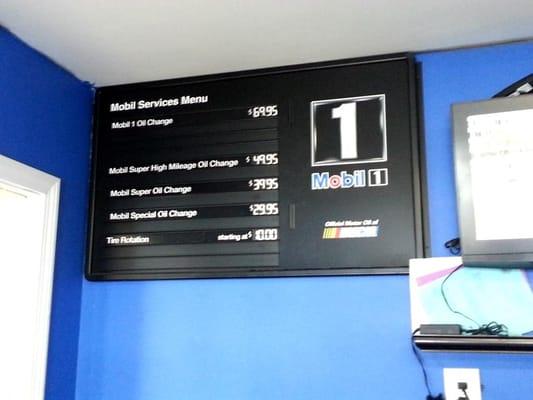 Mobil Services Menu
Mobil 1 Oil Change $69.95
Mobil Super High Mileage Oil Change $49.95
Mobil Super Oil Change $39.95
Mobil Special Oil Change $29.95
Tire Rotation starting at $10.00
1
Mobil 1
Official Motor Oil of
NASCAR